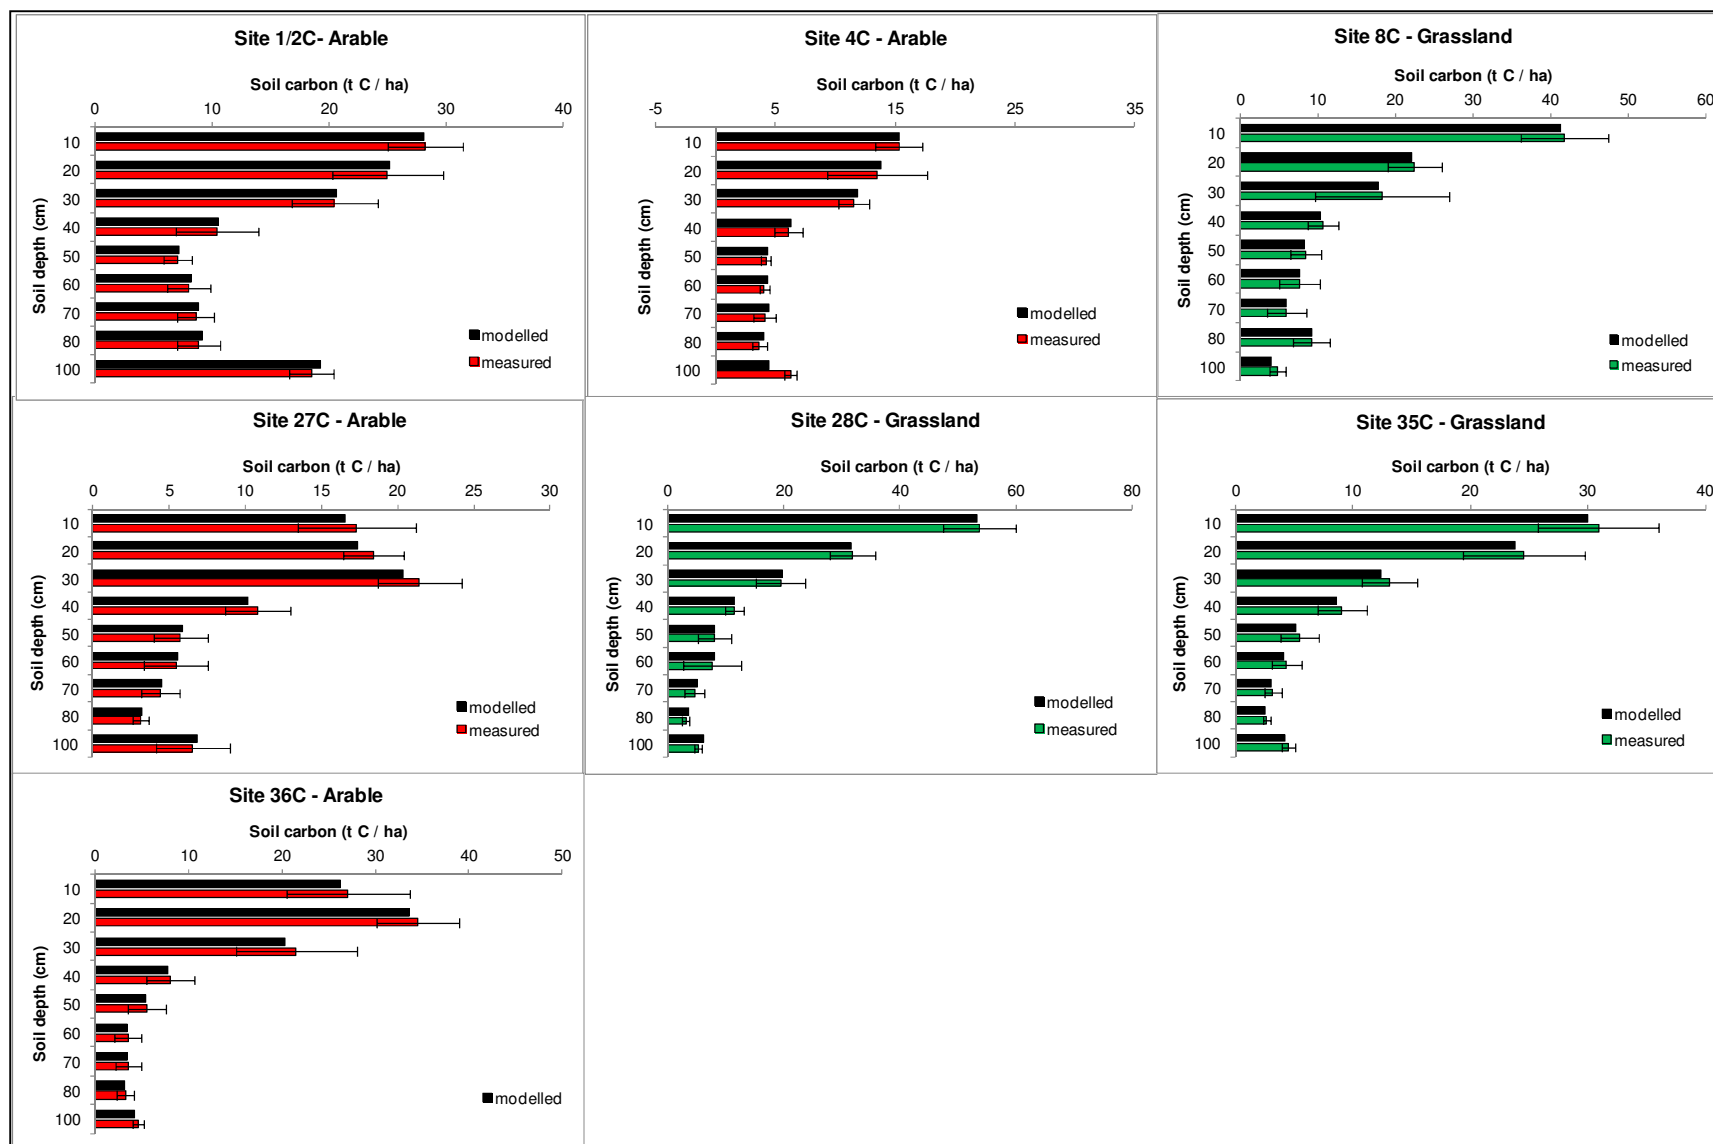 Site 1/2C- Arable
Soil carbon (t C / ha)
0 10 20 30 40
Soil depth (cm)
10
20
30
40
50
60
70
80
100
modelled
measured
Site 4C - Arable
Soil carbon (t C / ha)
-5 5 15 25 35
Soil depth (cm)
10
20
30
40
50
60
70
80
100
modelled
measured
Site 8C - Grassland
Soil carbon (t C / ha)
0 10 20 30 40 50 60
Soil depth (cm)
10
20
30
40
50
60
70
80
100
modelled
measured
Site 27C - Arable
Soil carbon (t C / ha)
0 5 10 15 20 25 30
Soil depth (cm)
10
20
30
40
50
60
70
80
100
modelled
measured
Site 28C - Grassland
Soil carbon (t C / ha)
0 20 40 60 80
Soil depth (cm)
10
20
30
40
50
60
70
80
100
modelled
measured
Site 35C - Grassland
Soil carbon (t C / ha)
0 10 20 30 40
Soil depth (cm)
10
20
30
40
50
60
70
80
100
modelled
measured
Site 36C - Arable
Soil carbon (t C / ha)
0 10 20 30 40 50
Soil depth (cm)
10
20
30
40
50
60
70
80
100
modelled